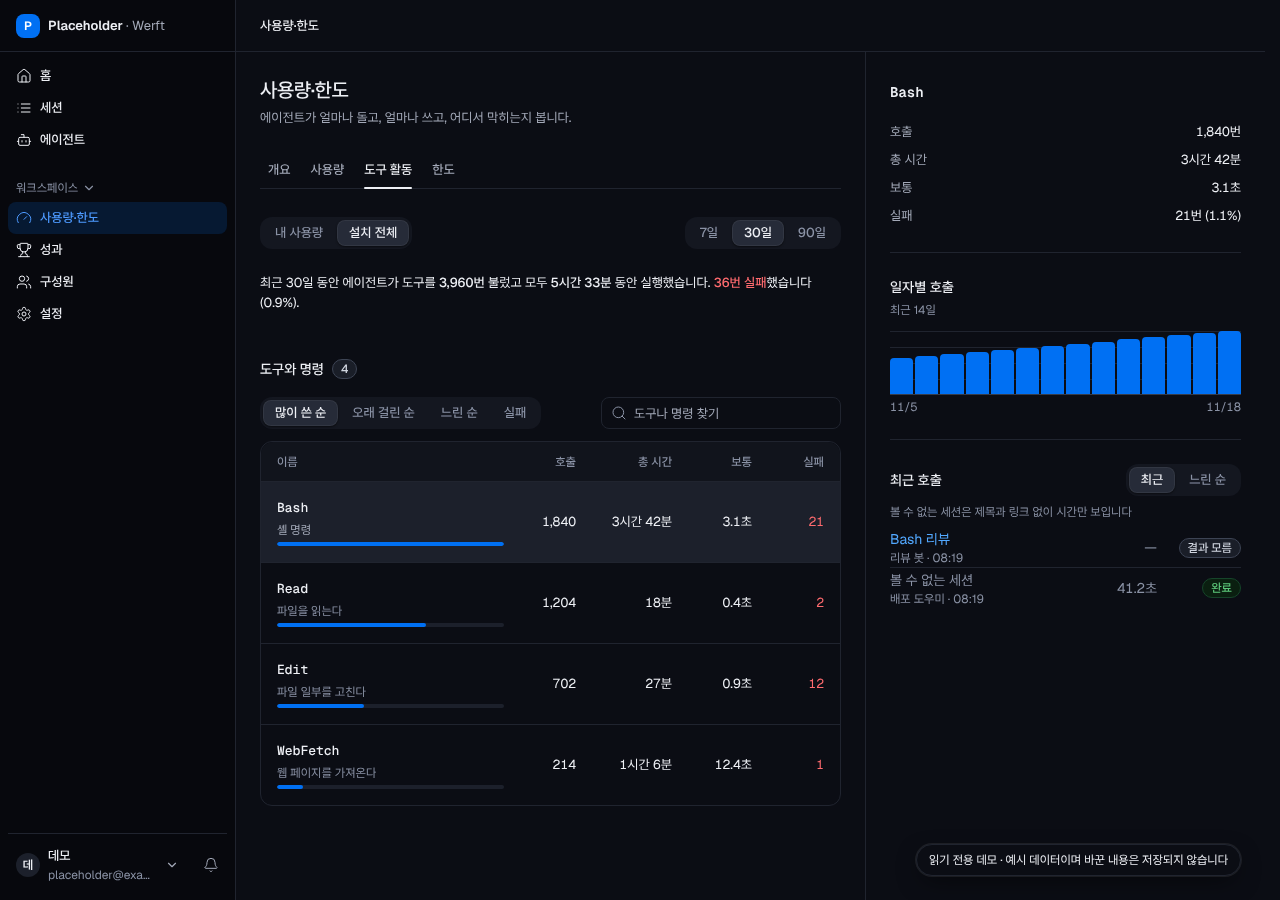 P Placeholder · Werft
홈
세션
에이전트
워크스페이스
사용량·한도
성과
구성원
설정
데
데모
placeholder@exa...
사용량·한도
사용량·한도
에이전트가 얼마나 돌고, 얼마나 쓰고, 어디서 막히는지 봅니다.
개요 사용량 도구 활동 한도
내 사용량 설치 전체 7일 30일 90일
최근 30일 동안 에이전트가 도구를 3,960번 불렀고 모두 5시간 33분 동안 실행했습니다. 36번 실패했습니다
(0.9%).
도구와 명령 4
많이 쓴 순 오래 걸린 순 느린 순 실패 도구나 명령 찾기
이름 호출 총 시간 보통 실패
Bash
셸 명령
1,840 3시간 42분 3.1초 21
Read
파일을 읽는다
1,204 18분 0.4초 2
Edit
파일 일부를 고친다
702 27분 0.9초 12
WebFetch
웹 페이지를 가져온다
214 1시간 6분 12.4초 1
Bash
호출 1,840번
총 시간 3시간 42분
보통 3.1초
실패 21번 (1.1%)
일자별 호출
최근 14일
11/5 11/18
최근 호출 최근 느린 순
볼 수 없는 세션은 제목과 링크 없이 시간만 보입니다
Bash 리뷰
리뷰 봇 · 08:19
— 결과 모름
볼 수 없는 세션
배포 도우미 · 08:19
41.2초 완료
읽기 전용 데모 · 예시 데이터이며 바꾼 내용은 저장되지 않습니다